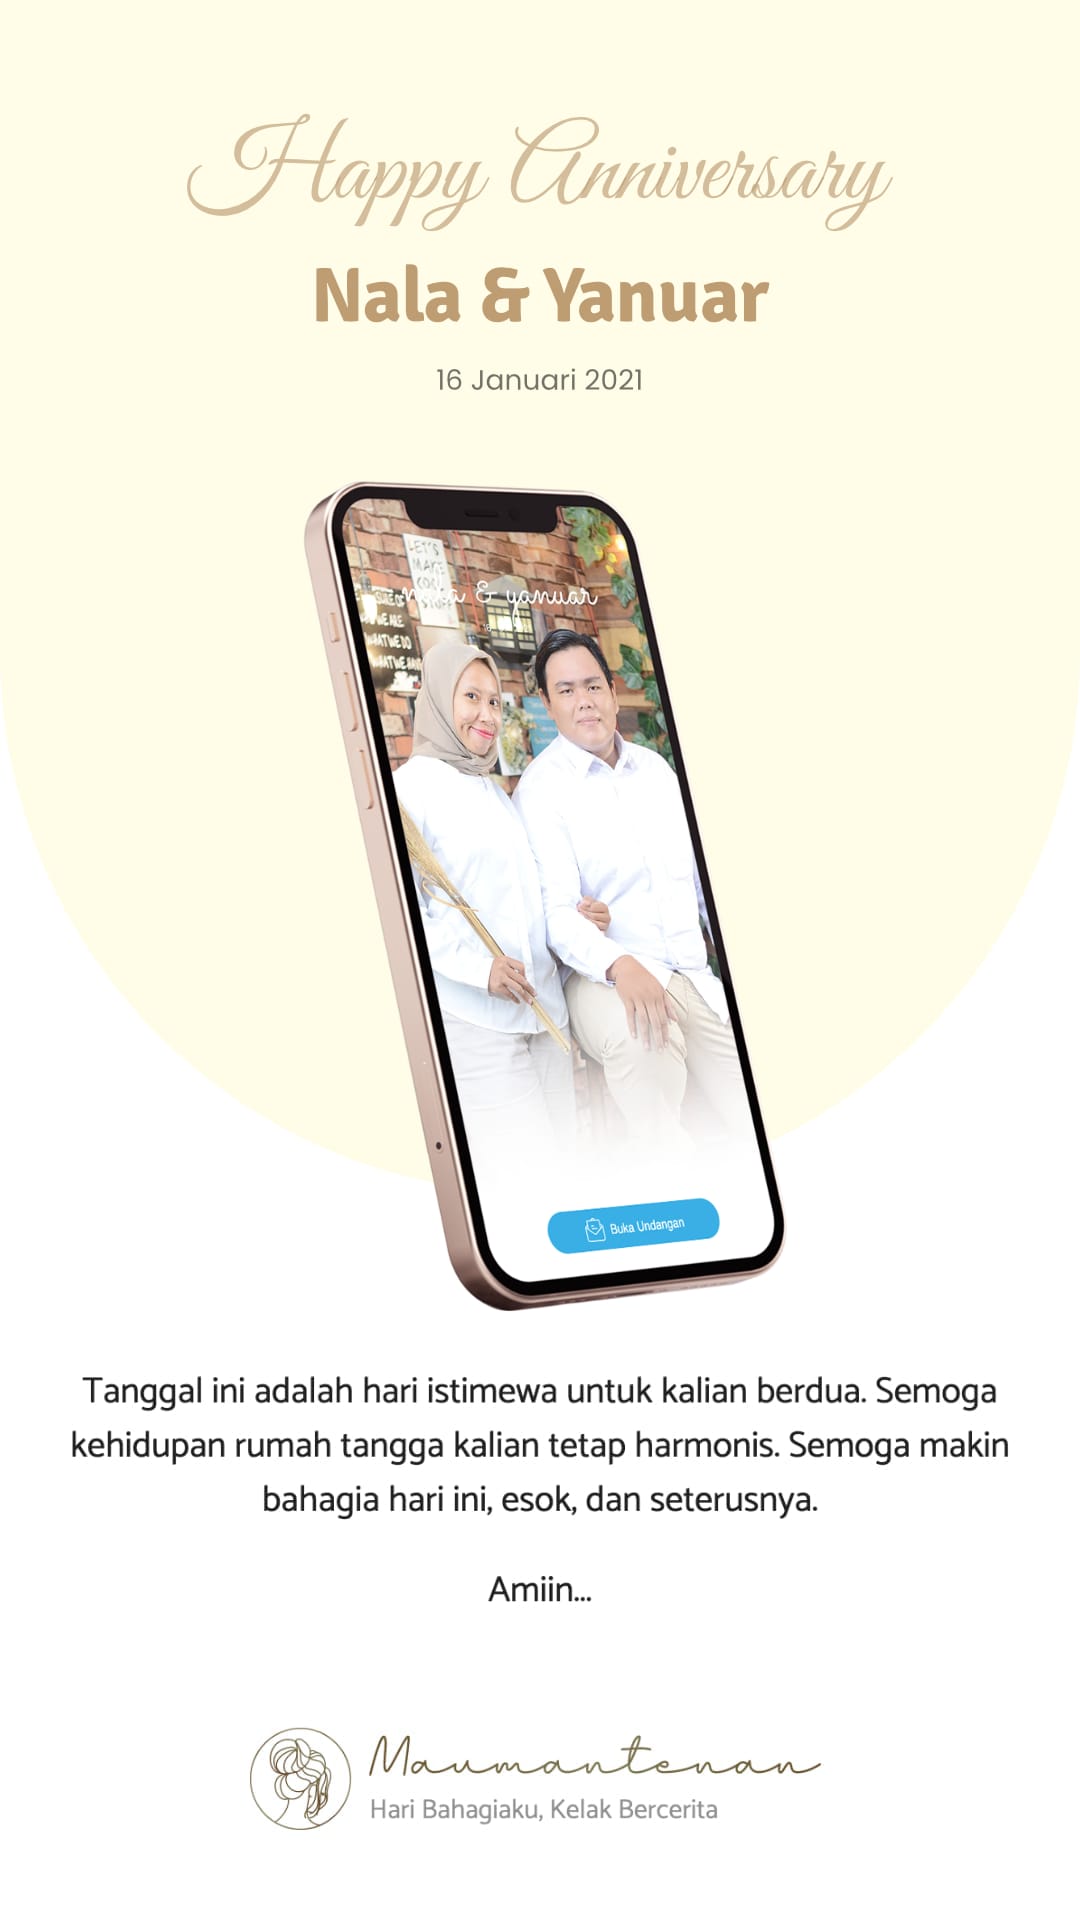 Happy Anniversary
Nala & Yanuar
16 Januari 2021
LET'S
MAKE
COOL
STUFF
nala & yanuar
WE ARE
WHAT WE DO
WHAT WE HAVE
Buka Undangan
Tanggal ini adalah hari istimewa untuk kalian berdua. Semoga
kehidupan rumah tangga kalian tetap harmonis. Semoga makin
bahagia hari ini, esok, dan seterusnya.
Amiin...
Maumantenan
Hari Bahagiaku, Kelak Bercerita